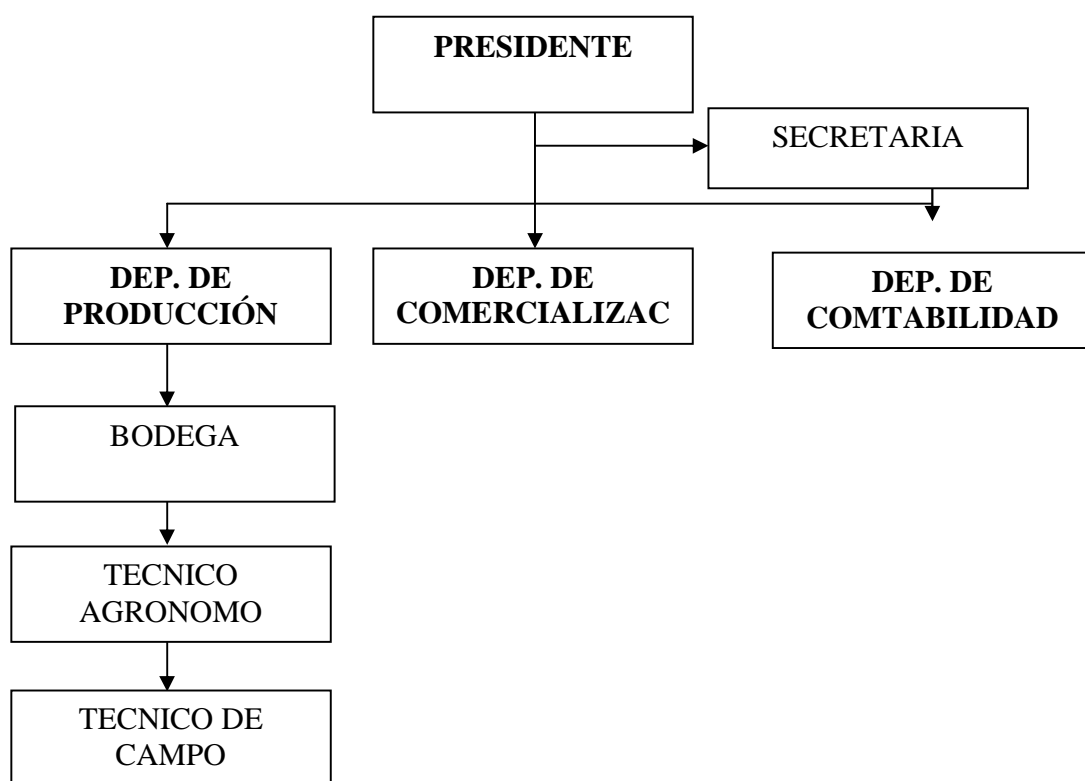 PRESIDENTE
SECRETARIA
DEP. DE
PRODUCCIÓN
DEP. DE
COMERCIALIZAC
DEP. DE
COMTABILIDAD
BODEGA
TECNICO
AGRONOMO
TECNICO DE
CAMPO